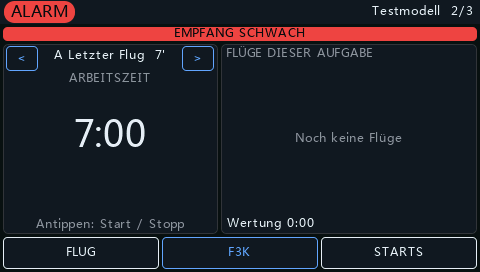 ALARM
Testmodell 2/3
EMPFANG SCHWACH
< A Letzter Flug 7' >
ARBEITSZEIT
7:00
Antippen: Start / Stopp
FLÜGE DIESER AUFGABE
Noch keine Flüge
Wertung 0:00
FLUG
F3K
STARTS